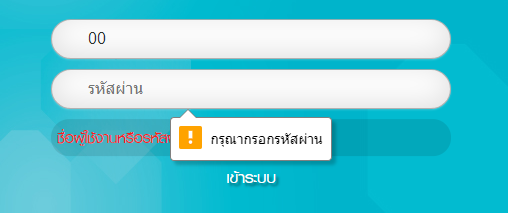 00
รหัสผ่าน
ชื่อผู้ใช้งานหรือรหัส
กรุณากรอกรหัสผ่าน
เข้าระบบ